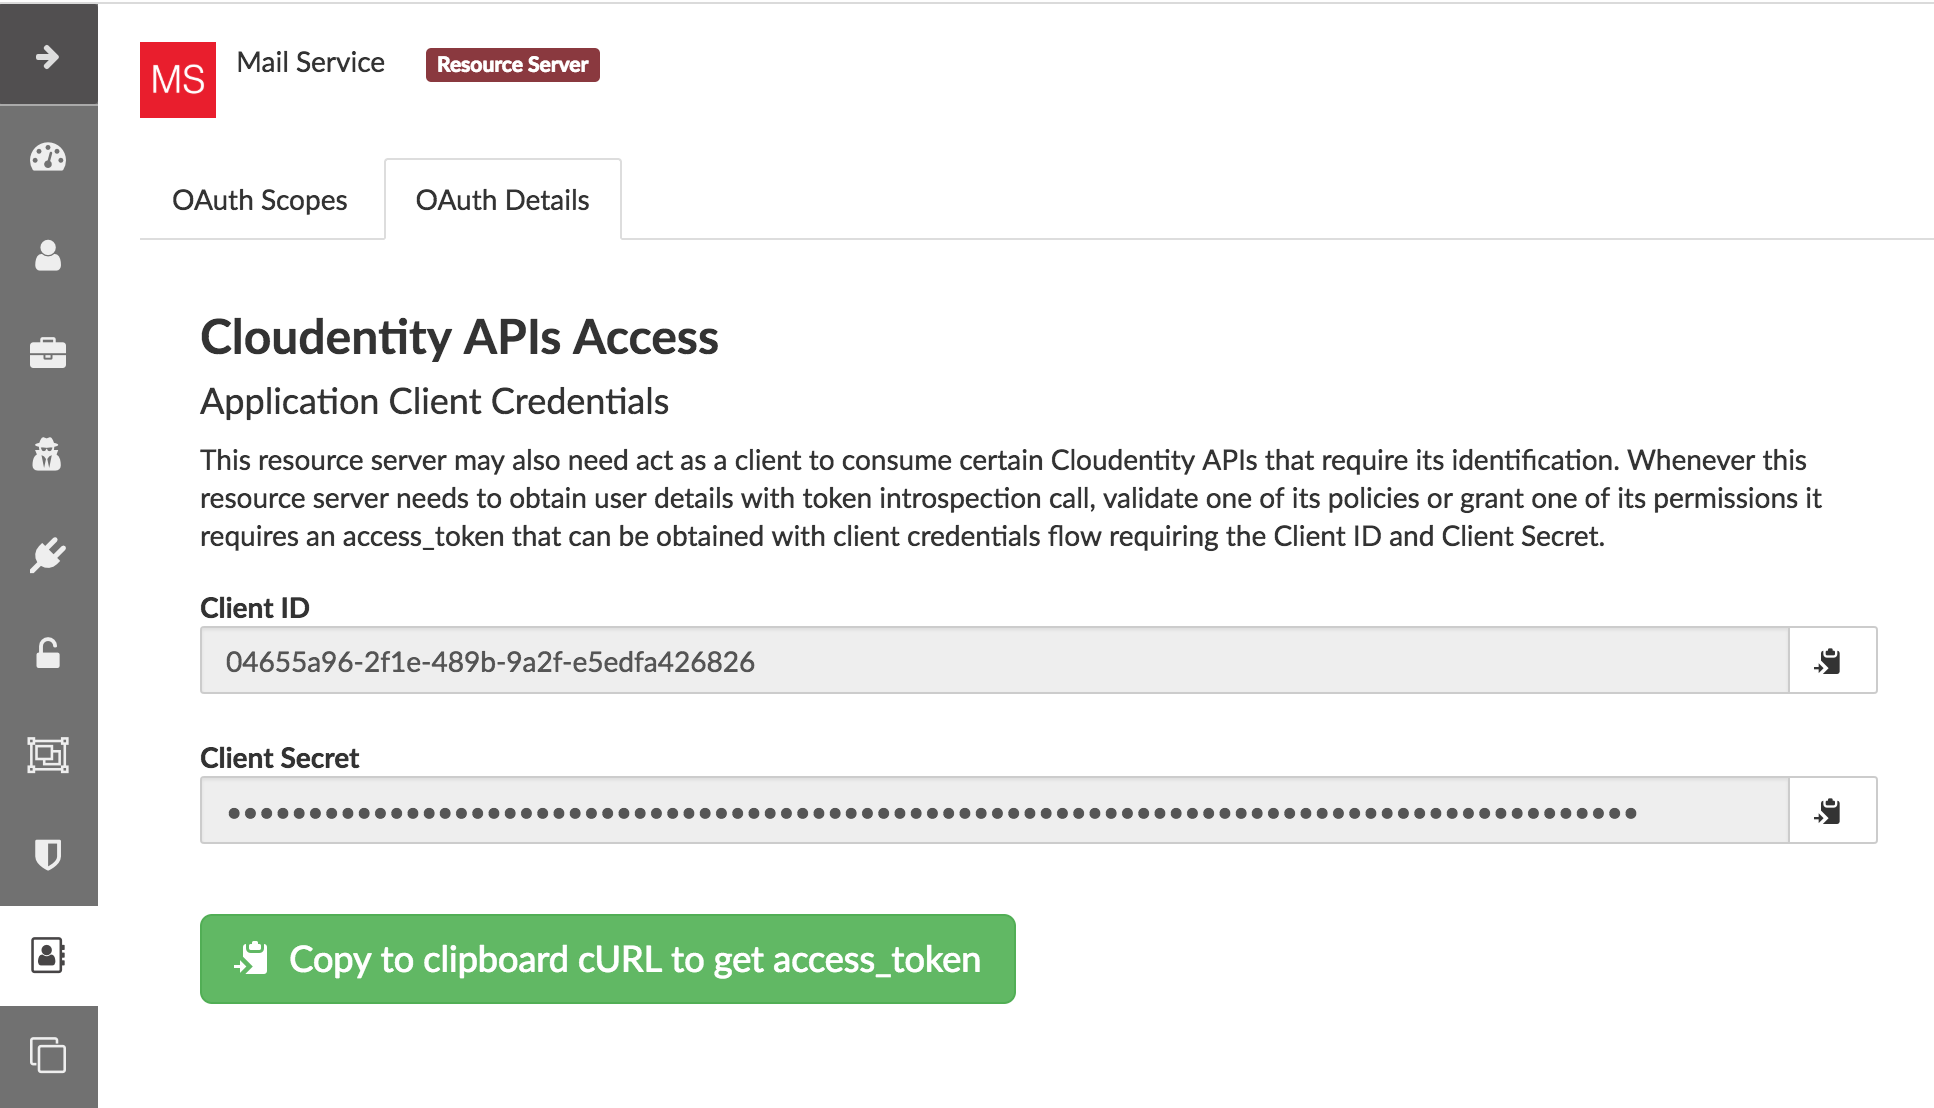 MS
Mail Service
Resource Server
OAuth Scopes
OAuth Details
Cloudentity APIs Access
Application Client Credentials
This resource server may also need act as a client to consume certain Cloudentity APIs that require its identification. Whenever this
resource server needs to obtain user details with token introspection call, validate one of its policies or grant one of its permissions it
requires an access_token that can be obtained with client credentials flow requiring the Client ID and Client Secret.
Client ID
04655a96-2f1e-489b-9a2f-e5edfa426826
Client Secret
Copy to clipboard cURL to get access_token